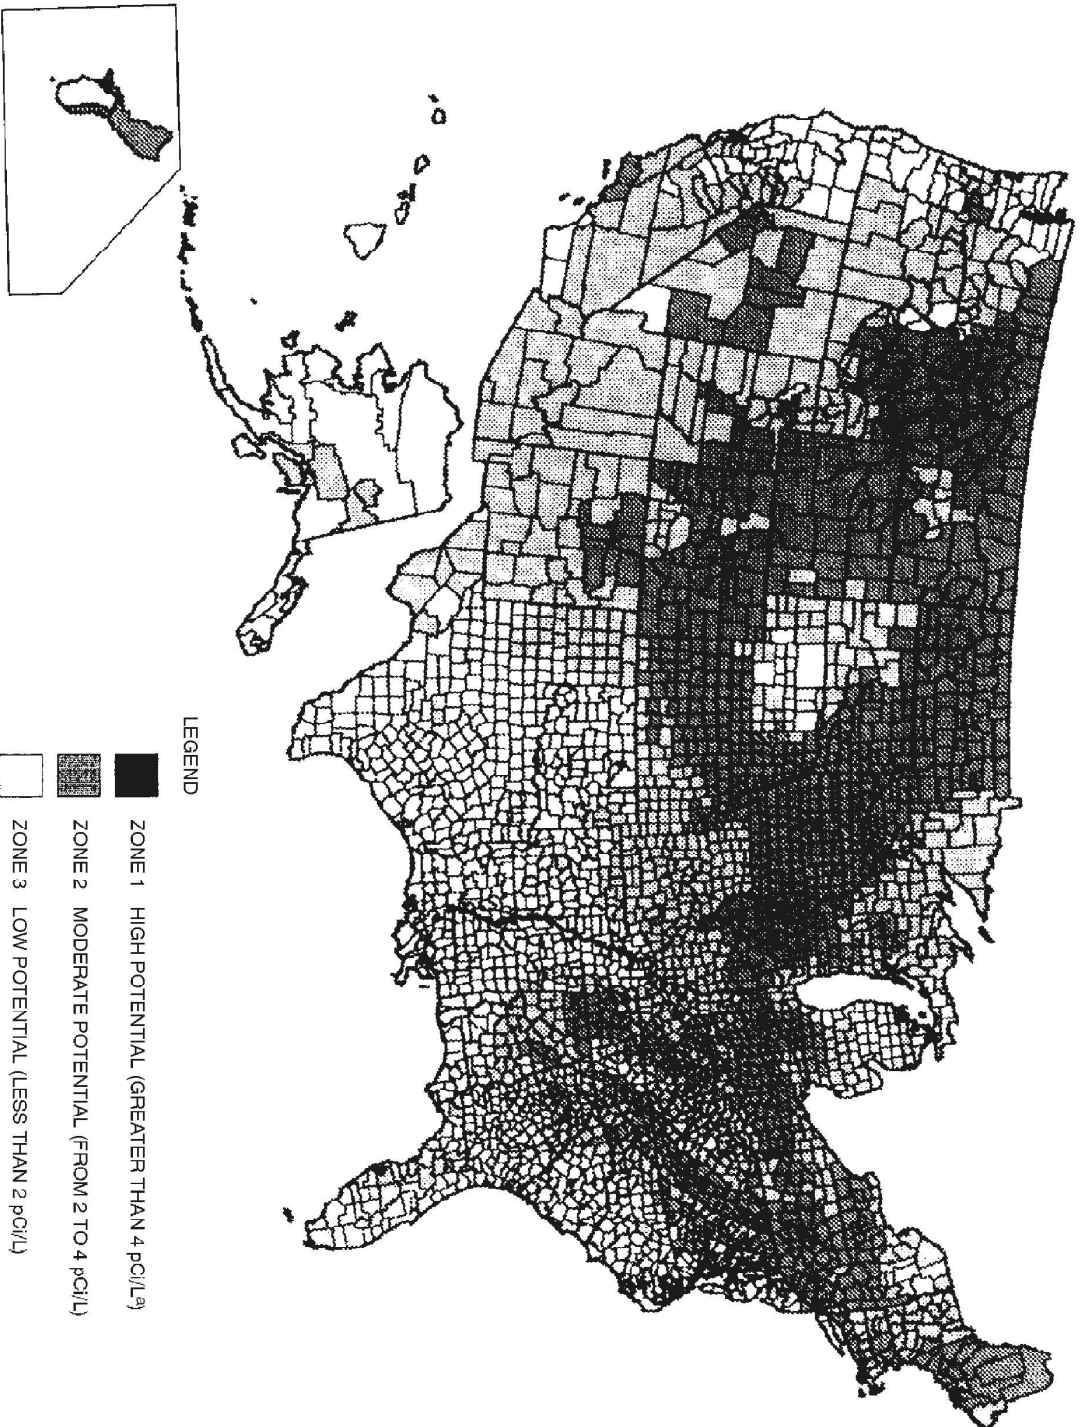 LEGEND
ZONE 1 HIGH POTENTIAL (GREATER THAN 4 pCi/Lª)
ZONE 2 MODERATE POTENTIAL (FROM 2 TO 4 pCi/L)
ZONE 3 LOW POTENTIAL (LESS THAN 2 pCi/L)